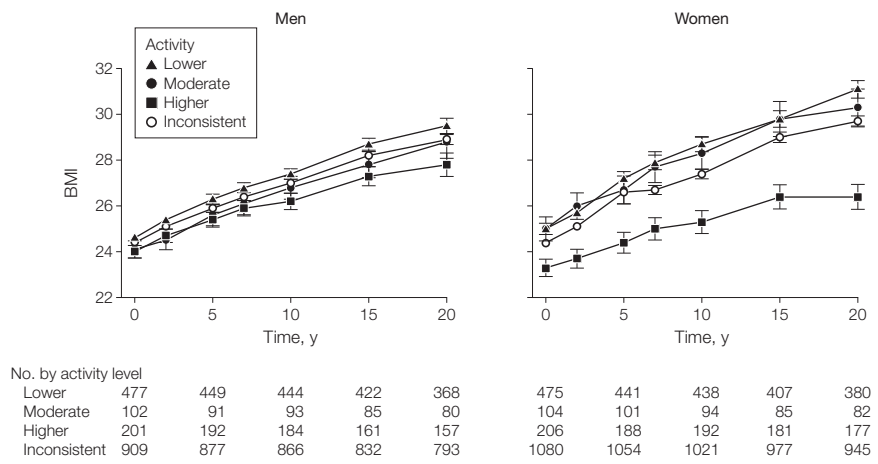 Men
Women
Activity
Lower
Moderate
Higher
Inconsistent
BMI
32
30
28
26
24
22
0 5 10 15 20
Time, y
0 5 10 15 20
Time, y
No. by activity level
Lower 477 449 444 422 368 475 441 438 407 380
Moderate 102 91 93 85 80 104 101 94 85 82
Higher 201 192 184 161 157 206 188 192 181 177
Inconsistent 909 877 866 832 793 1080 1054 1021 977 945